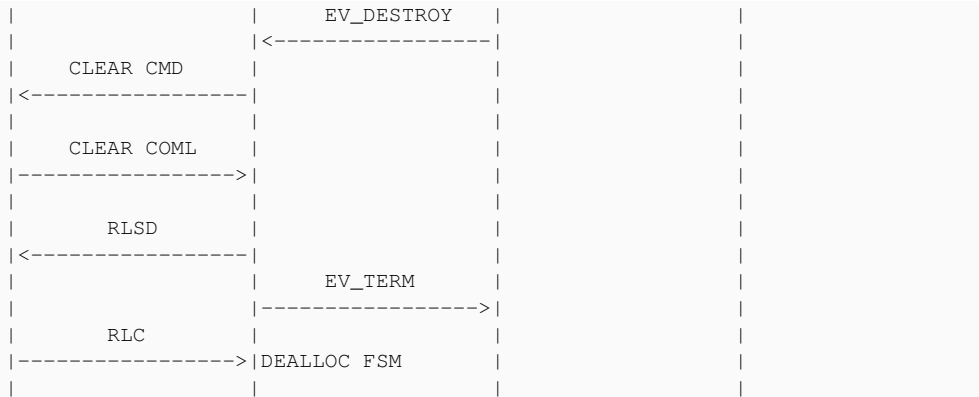 |                  |     EV_DESTROY   |                  |
|                  |<-----------------|                  |
|    CLEAR CMD     |                  |                  |
|<-----------------|                  |                  |
|                  |                  |                  |
|    CLEAR COML    |                  |                  |
|----------------->|                  |                  |
|                  |                  |                  |
|       RLSD       |                  |                  |
|<-----------------|                  |                  |
|                  |     EV_TERM      |                  |
|                  |----------------->|                  |
|       RLC        |                  |                  |
|----------------->|DEALLOC FSM       |                  |
|                  |                  |                  |